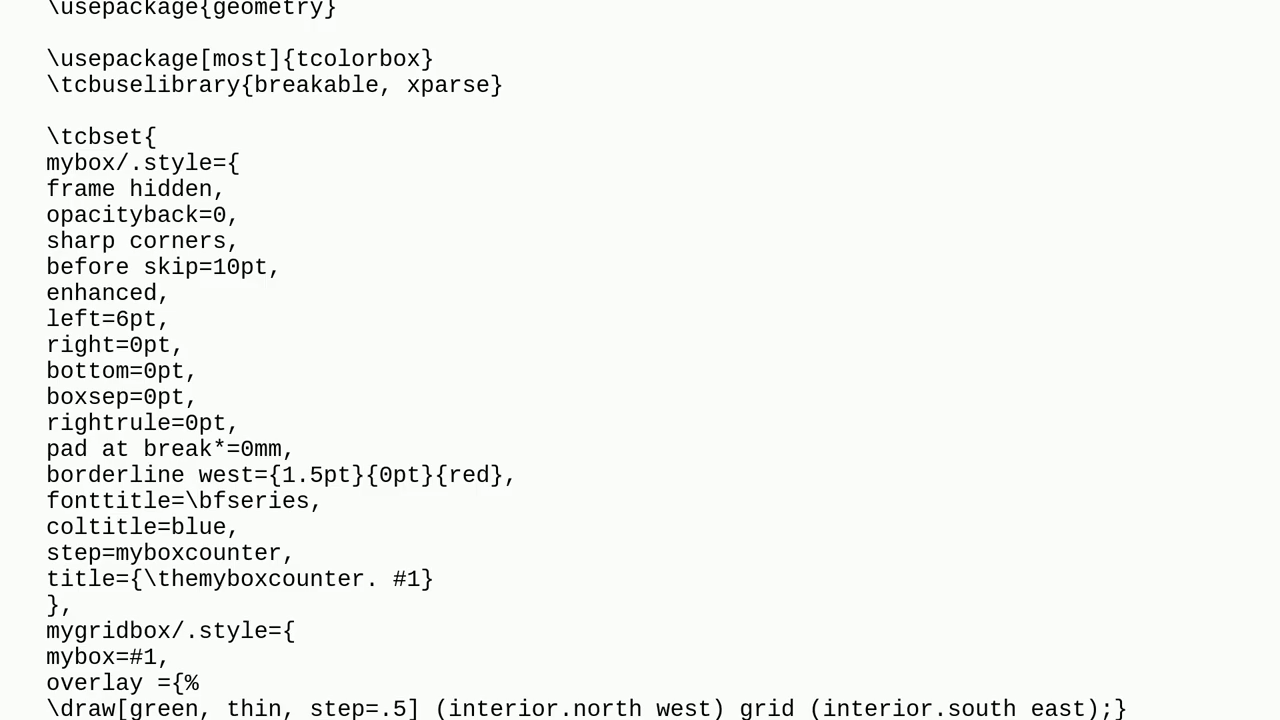 \usepackage{geometry}
\usepackage[most]{tcolorbox}
\tcbuselibrary{breakable, xparse}
\tcbset{
mybox/.style={
frame hidden,
opacityback=0,
sharp corners,
before skip=10pt,
enhanced,
left=6pt,
right=0pt,
bottom=0pt,
boxsep=0pt,
rightrule=0pt,
pad at break*=0mm,
borderline west={1.5pt}{0pt}{red},
fonttitle=\bfseries,
coltitle=blue,
step=myboxcounter,
title={\themyboxcounter. #1}
},
mygridbox/.style={
mybox=#1,
overlay ={%
\draw[green, thin, step=.5] (interior.north west) grid (interior.south east);}